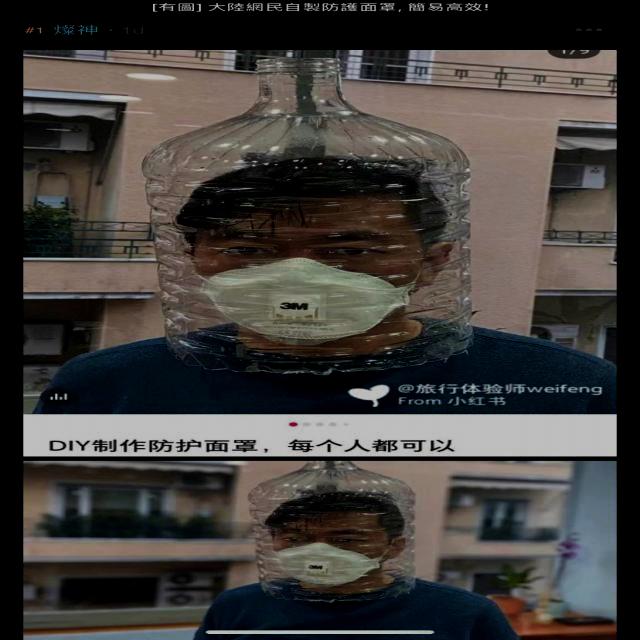 [有圖] 大陸網民自製防護面罩, 簡易高效!
#1 燦神 · 1d
1/5
3M
@旅行体验师weifeng
From 小红书
DIY制作防护面罩，每个人都可以
3M